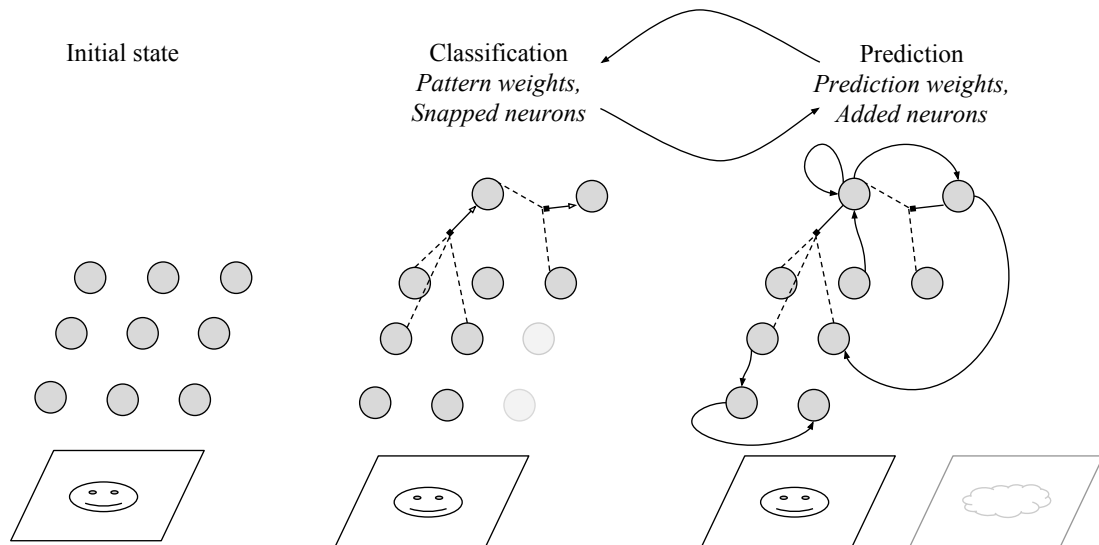 Initial state
Classification
Pattern weights,
Snapped neurons
Prediction
Prediction weights,
Added neurons